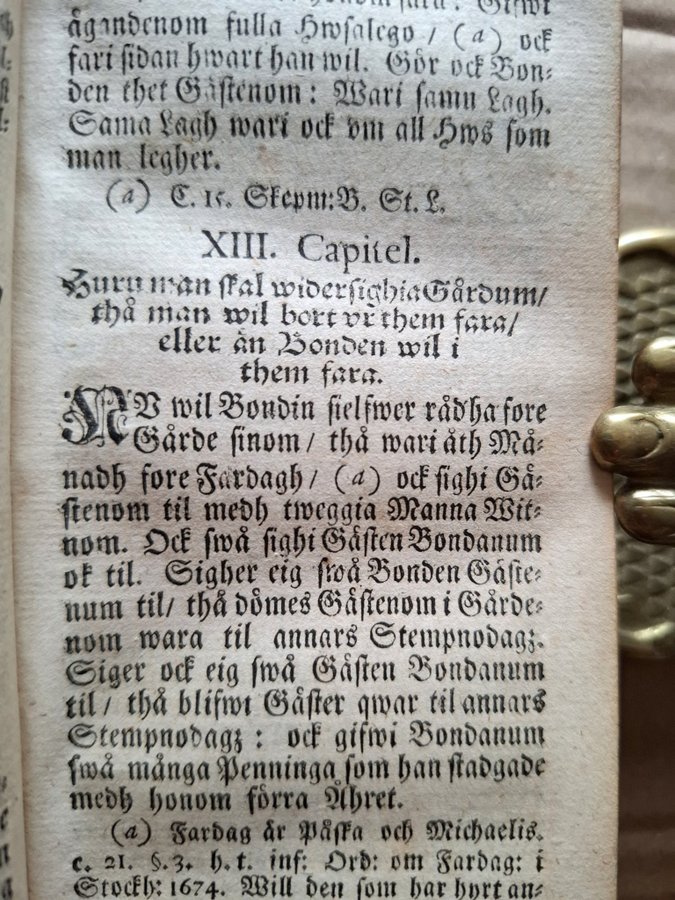 ägandenom fulla Hwsalego / (a) ock
fari sidan hwart han wil. Gör ock Bon⸗
den thet Gästenom: Wari samu Lagh.
Sama Lagh wari ock vm all Hws som
man legher.
(a) C. 15. Skepm:B. St. L.
XIII. Capitel.
Huru man skal widersighia Gårdum/
thå man wil bort vr them fara/
eller än Bonden wil i
them fara.
NV wil Bondin sielfwer rådha fore
Gårde sinom/ thå wari åth Må⸗
nadh fore Fardagh/ (a) ock sighi Gä⸗
stenom til medh tweggia Manna Wit⸗
nom. Ock swå sighi Gästen Bondanum
ok til. Sigher eig swå Bonden Gäste⸗
num til/ thå dömes Gästenom i Gårde⸗
nom wara til annars Stempnodagz.
Siger ock eig swå Gästen Bondanum
til/ thå blifwi Gäster qwar til annars
Stempnodagz: ock gifwi Bondanum
swå många Penninga som han stadgade
medh honom förra Åhret.
(a) Fardag är Påska och Michaelis.
c. 21. §.3. h.t. inf: Ord: om Fardag: i
Stockh: 1674. Will den som har hyrt an⸗